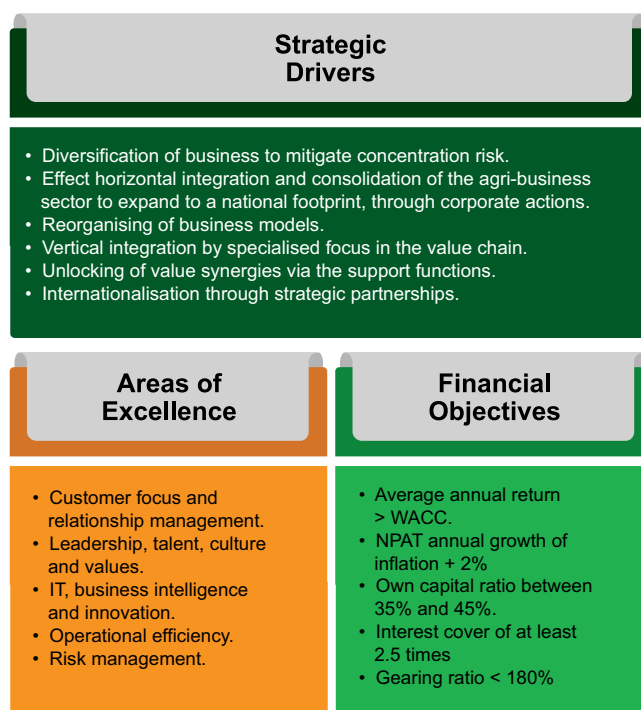 Strategic
Drivers
• Diversification of business to mitigate concentration risk.
• Effect horizontal integration and consolidation of the agri-business
sector to expand to a national footprint, through corporate actions.
• Reorganising of business models.
• Vertical integration by specialised focus in the value chain.
• Unlocking of value synergies via the support functions.
• Internationalisation through strategic partnerships.
Areas of
Excellence
• Customer focus and
relationship management.
• Leadership, talent, culture
and values.
• IT, business intelligence
and innovation.
• Operational efficiency.
• Risk management.
Financial
Objectives
• Average annual return
> WACC.
• NPAT annual growth of
inflation + 2%
• Own capital ratio between
35% and 45%.
• Interest cover of at least
2.5 times
• Gearing ratio < 180%